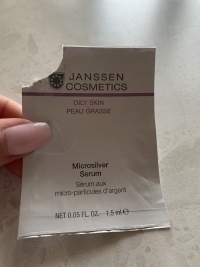 JANSSEN
COSMETICS
OILY SKIN
PEAU GRASSE
Microsilver
Serum
Sérum aux
micro-particules d'argent
NET 0.05 FL. OZ. 1,5 ml e